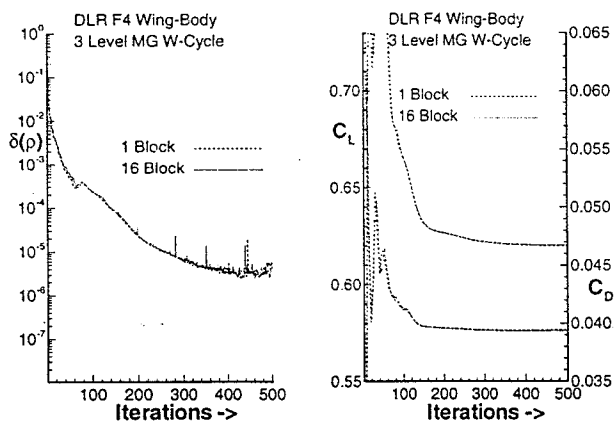 DLR F4 Wing-Body
3 Level MG W-Cycle
10^0
10^-1
10^-2
δ(ρ)
10^-3
10^-4
10^-5
10^-6
10^-7
1 Block
16 Block
100 200 300 400 500
Iterations ->
DLR F4 Wing-Body
3 Level MG W-Cycle
0.70
C_L
0.65
0.60
0.55
1 Block
16 Block
0.065
0.060
0.055
0.050
0.045
C_D
0.040
0.035
100 200 300 400 500
Iterations ->